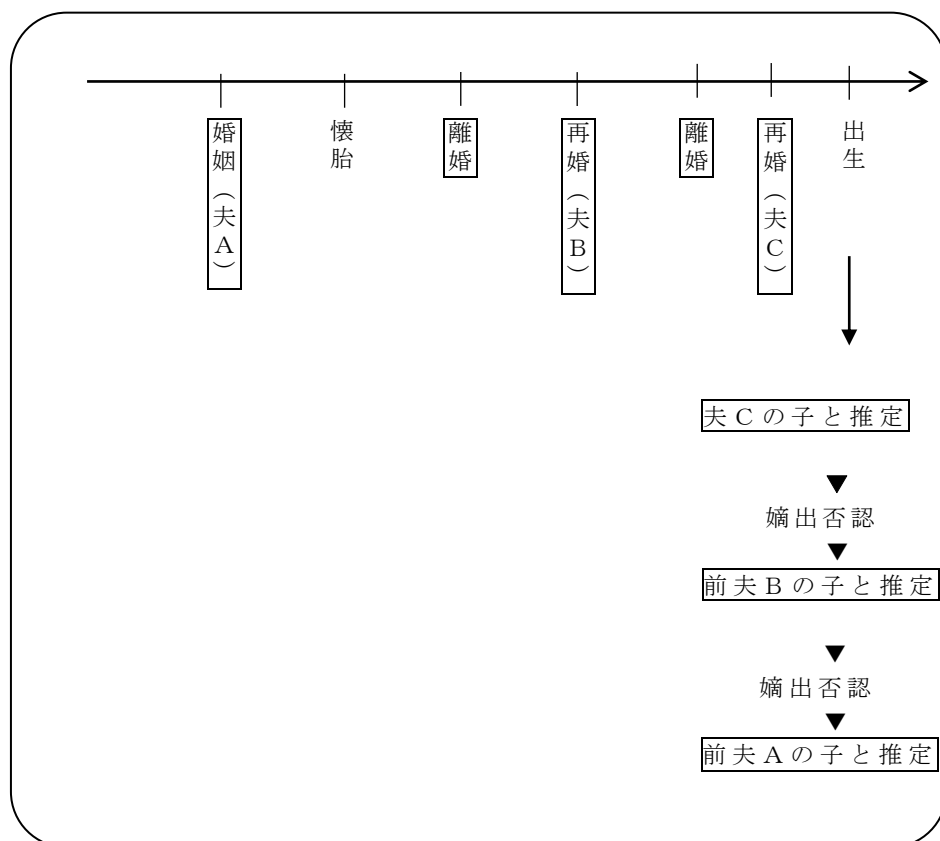 婚姻（夫A）
懐胎
離婚
再婚（夫B）
離婚
再婚（夫C）
出生
夫Cの子と推定
嫡出否認
前夫Bの子と推定
嫡出否認
前夫Aの子と推定